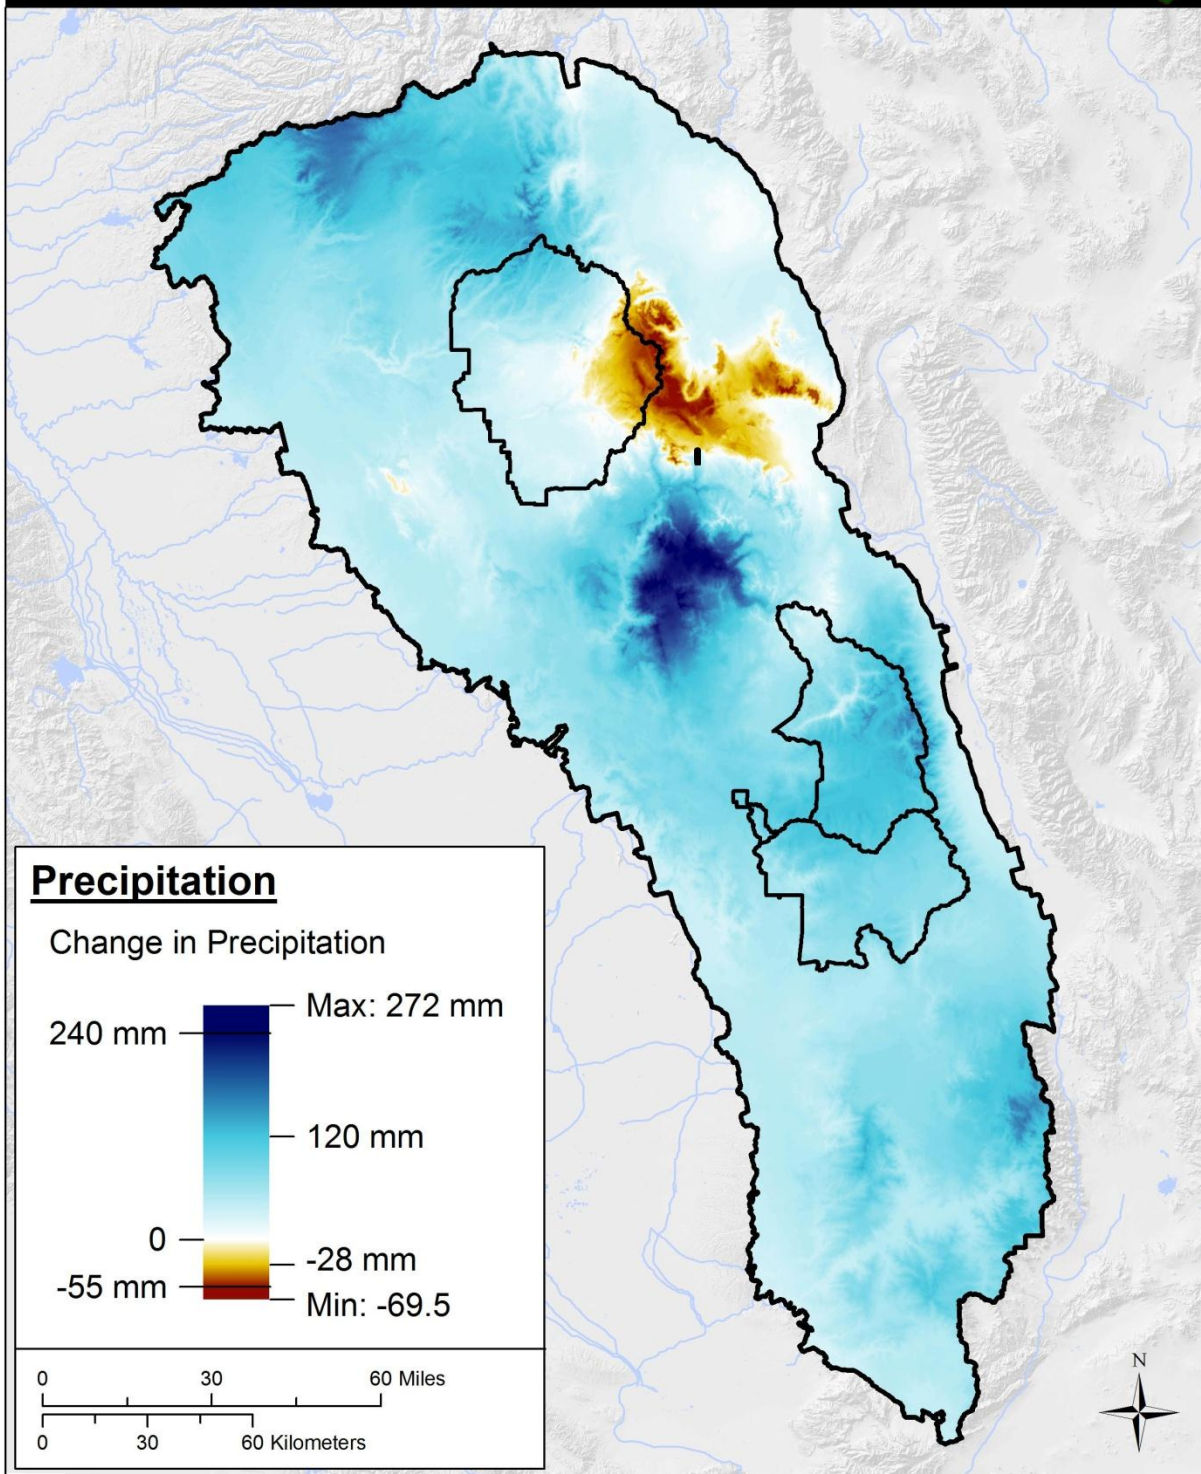 Precipitation
Change in Precipitation
Max: 272 mm
240 mm
120 mm
0
-28 mm
-55 mm
Min: -69.5
0 30 60 Miles
0 30 60 Kilometers
N